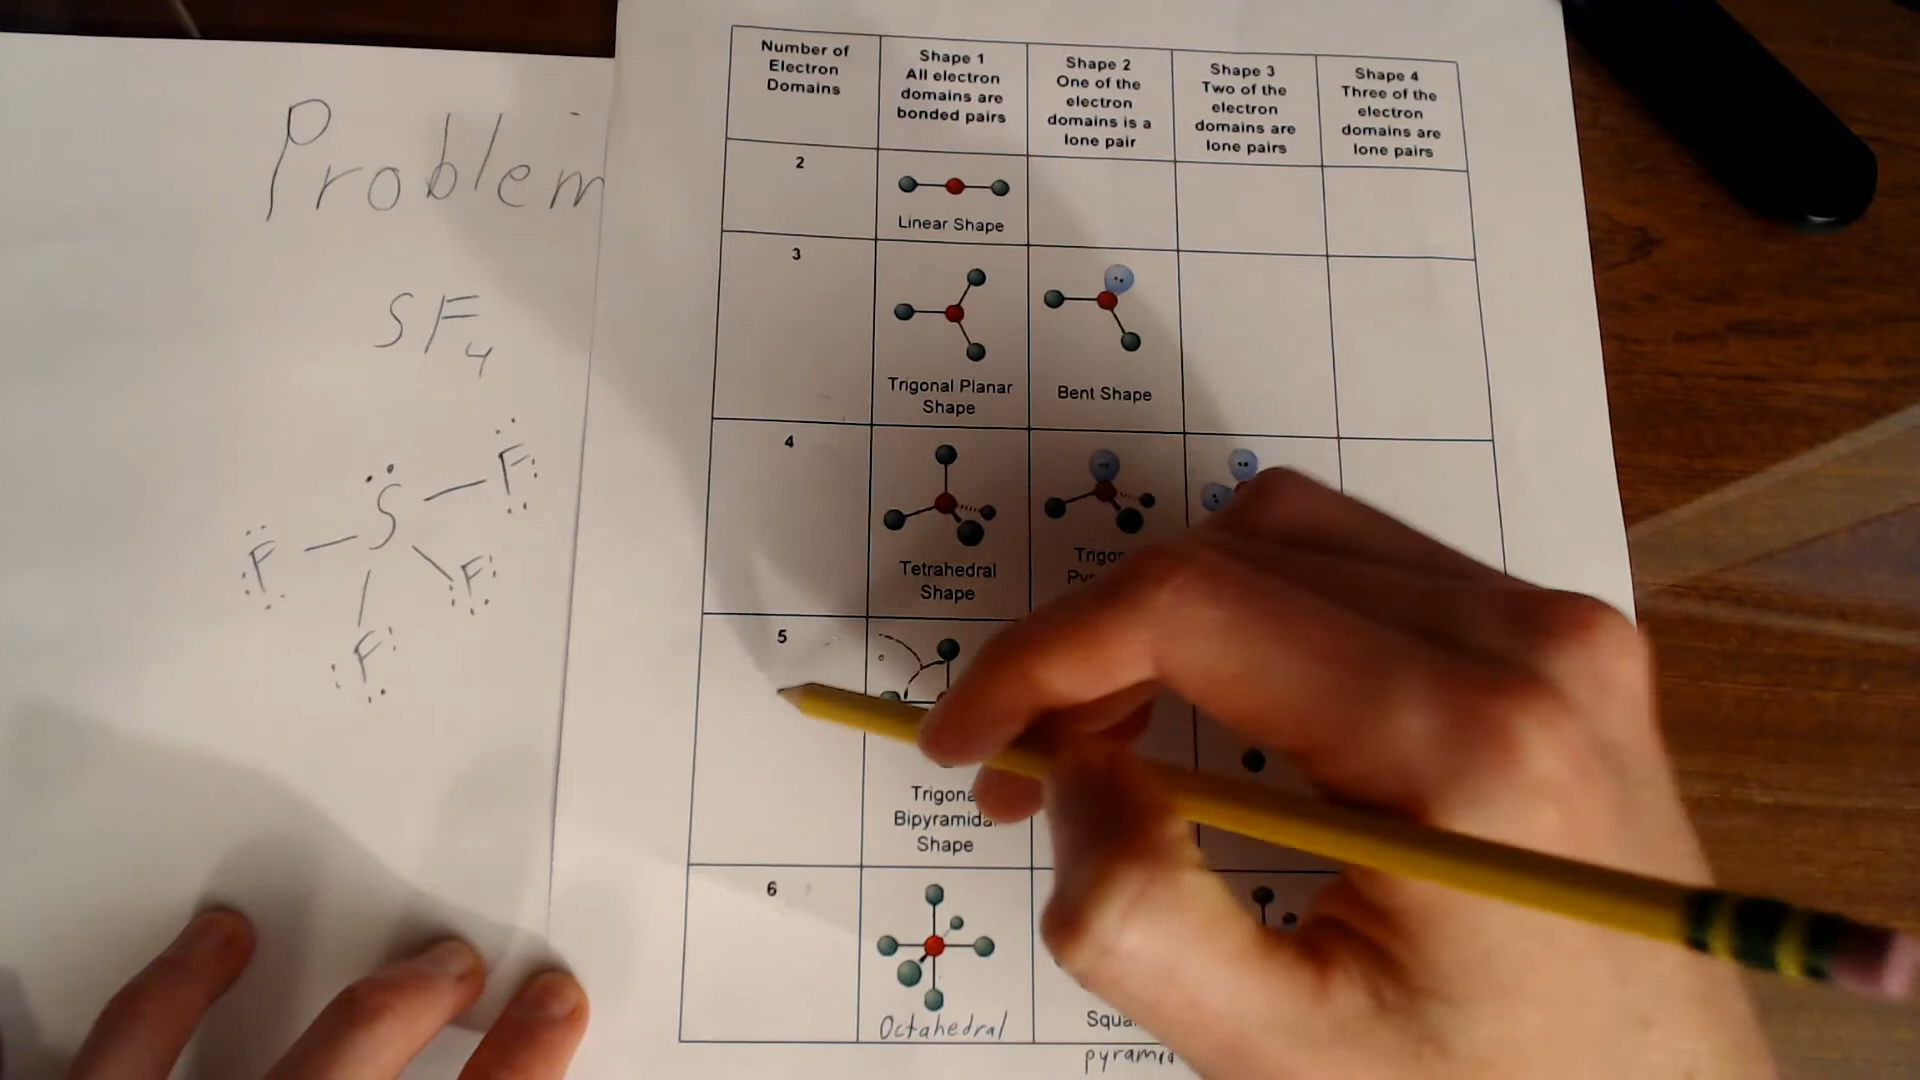 Problem
SF4
S
F
F
F
F
Number of
Electron
Domains
Shape 1
All electron
domains are
bonded pairs
Shape 2
One of the
electron
domains is a
lone pair
Shape 3
Two of the
electron
domains are
lone pairs
Shape 4
Three of the
electron
domains are
lone pairs
2
Linear Shape
3
Trigonal Planar
Shape
Bent Shape
4
Tetrahedral
Shape
5
Bipyramidal
Shape
6
Octahedral